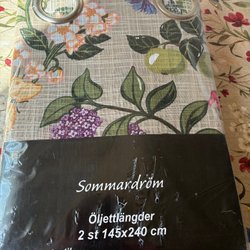 Sommardröm
Öljettlängder
2 st 145x240 cm